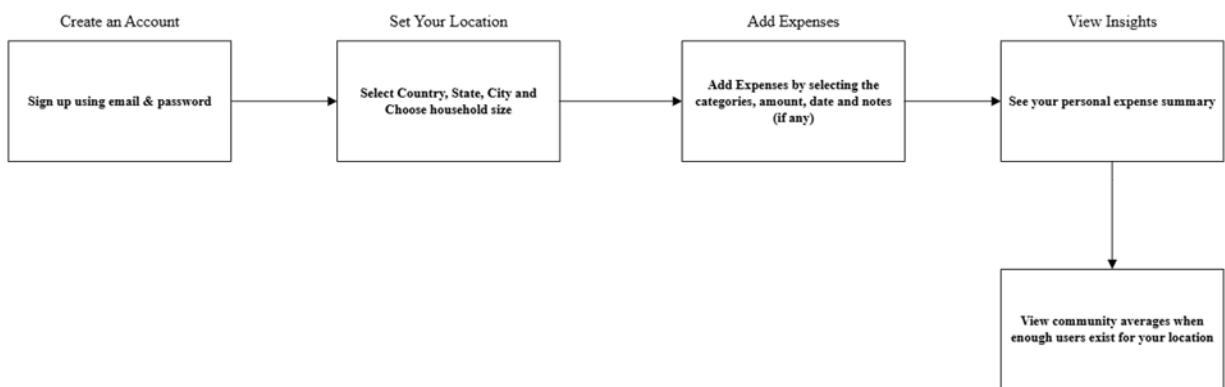 Create an Account
Set Your Location
Add Expenses
View Insights
Sign up using email & password
Select Country, State, City and
Choose household size
Add Expenses by selecting the
categories, amount, date and notes
(if any)
See your personal expense summary
View community averages when
enough users exist for your location